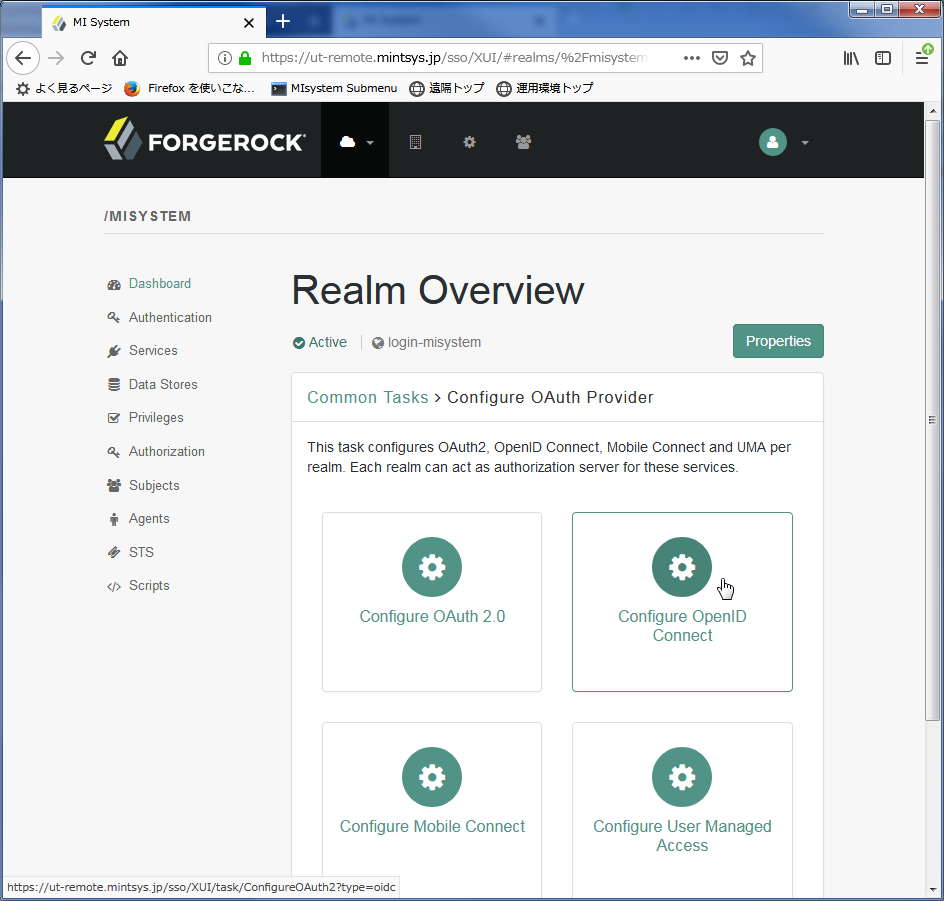 MI System
MI System
https://ut-remote.mintsys.jp/sso/XUI/#realms/%2Fmisystem
よく見るページ
Firefox を使いこな...
MIsystem Submenu
遠隔トップ
運用環境トップ
FORGEROCK
/MISYSTEM
Dashboard
Authentication
Services
Data Stores
Privileges
Authorization
Subjects
Agents
STS
Scripts
Realm Overview
Active
login-misystem
Properties
Common Tasks > Configure OAuth Provider
This task configures OAuth2, OpenID Connect, Mobile Connect and UMA per
realm. Each realm can act as authorization server for these services.
Configure OAuth 2.0
Configure OpenID
Connect
Configure Mobile Connect
Configure User Managed
Access
https://ut-remote.mintsys.jp/sso/XUI/task/ConfigureOAuth2?type=oidc